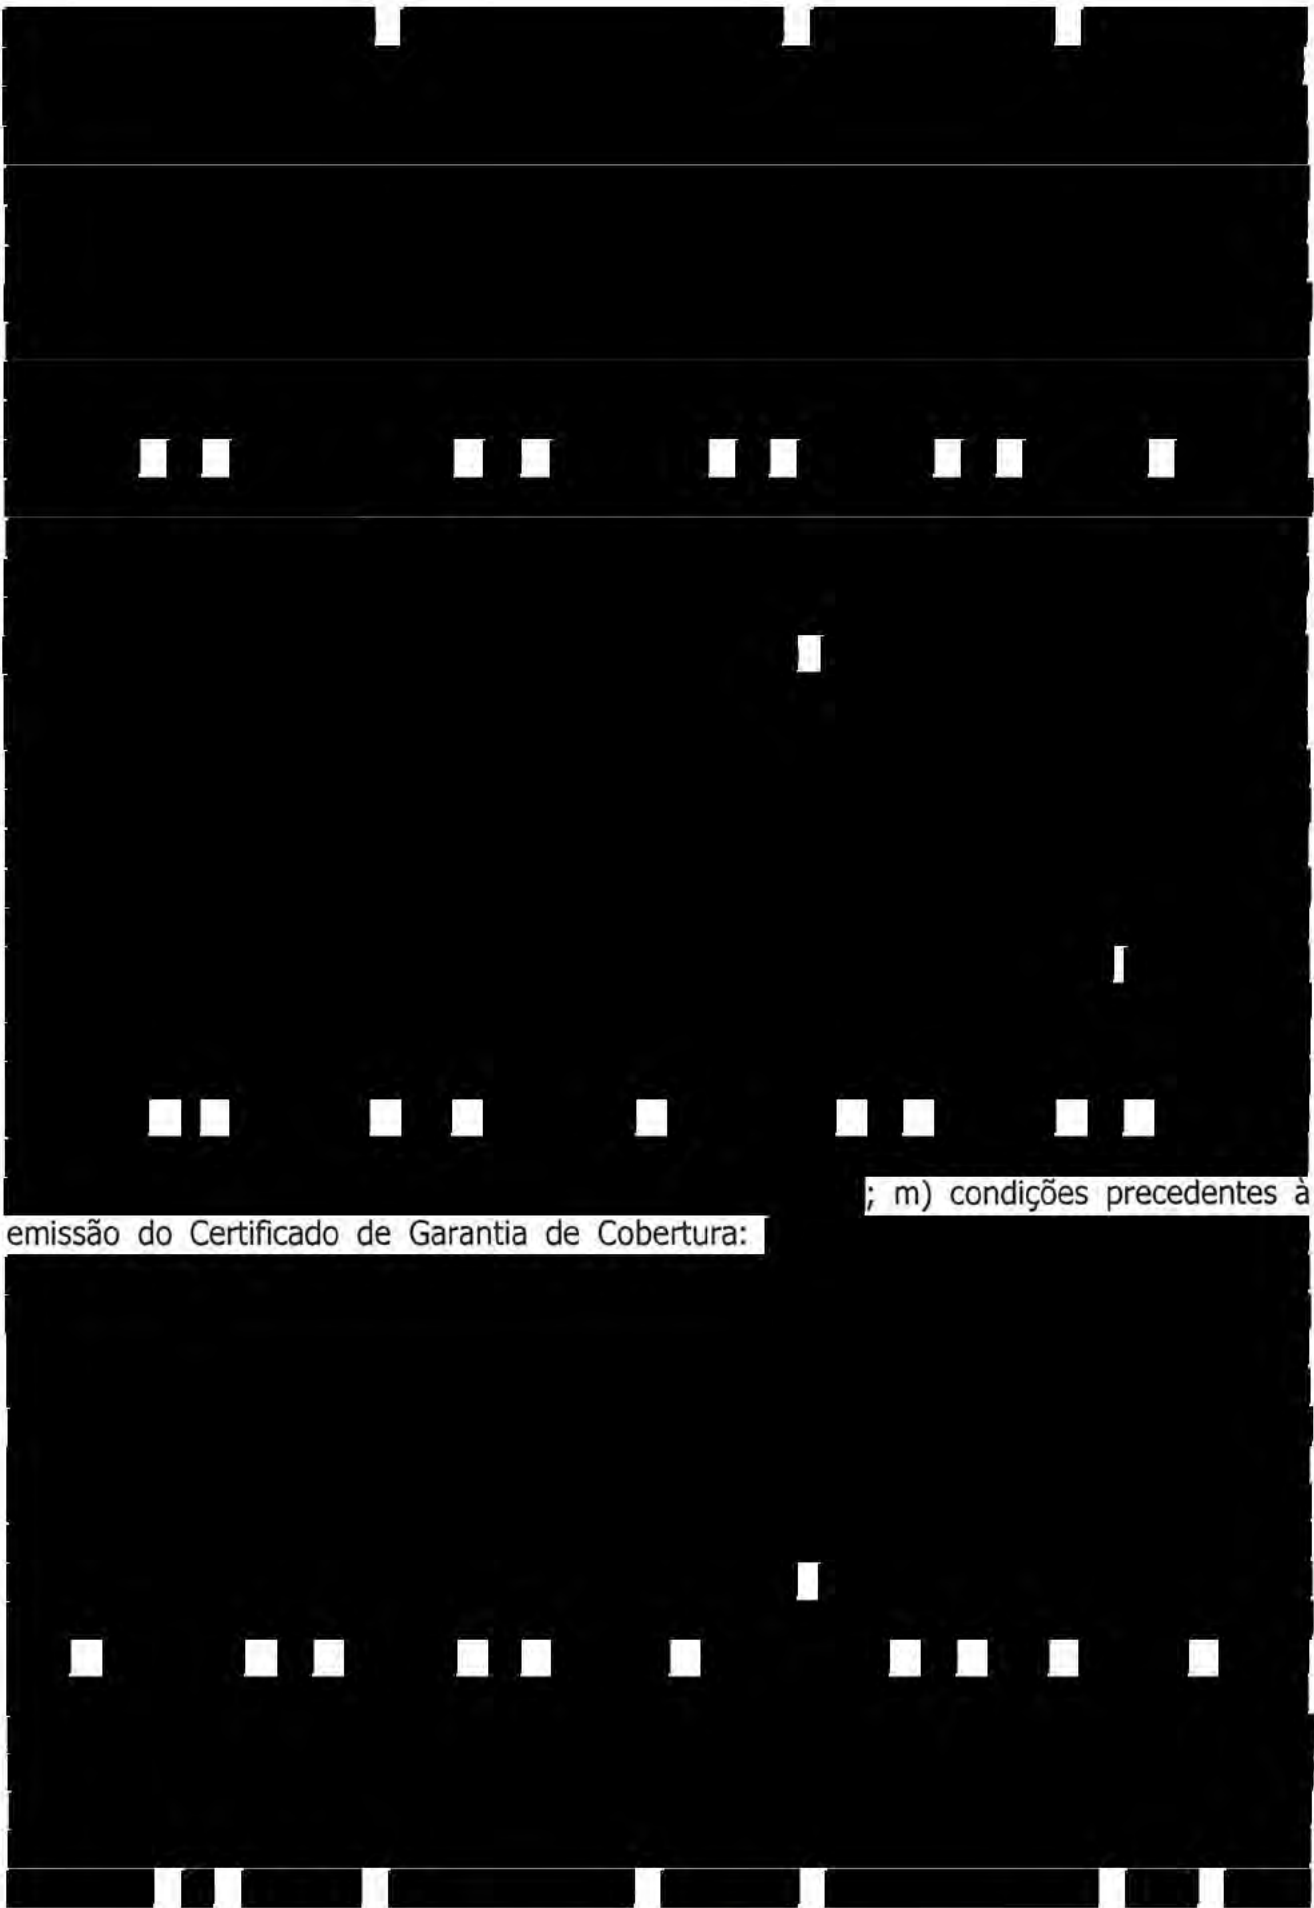 ; m) condições precedentes à
emissão do Certificado de Garantia de Cobertura: